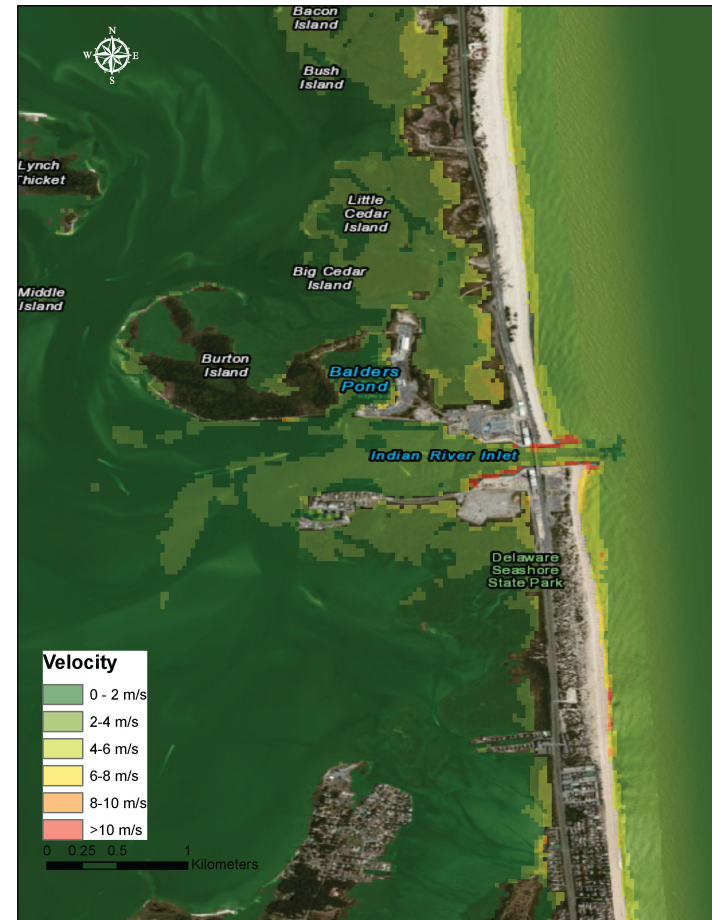 Bacon
Island
N
W E
S
Bush
Island
Lynch
Thicket
Little
Cedar
Island
Big Cedar
Island
Middle
Island
Burton
Island
Balders
Pond
Indian River Inlet
Delaware
Seashore
State Park
Velocity
0 - 2 m/s
2-4 m/s
4-6 m/s
6-8 m/s
8-10 m/s
>10 m/s
0 0.25 0.5 1
Kilometers